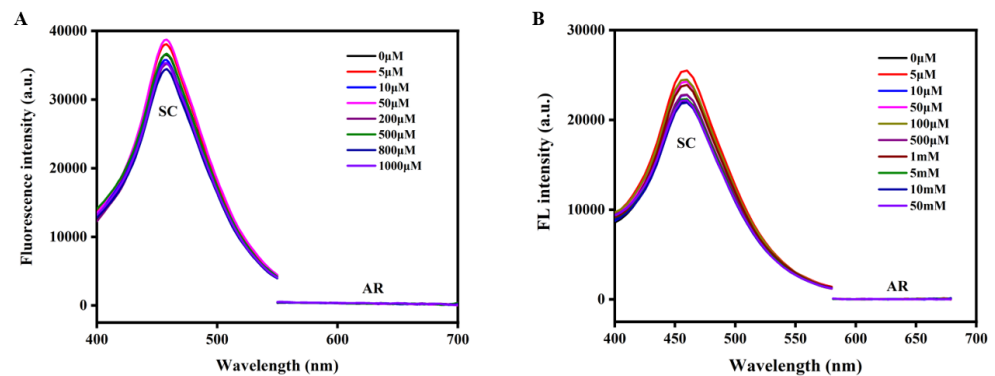 A
Fluorescence intensity (a.u.)
40000
30000
20000
10000
0
400
500
600
700
Wavelength (nm)
SC
AR
0μM
5μM
10μM
50μM
200μM
500μM
800μM
1000μM
B
FL intensity (a.u.)
30000
20000
10000
0
400
450
500
550
600
650
700
Wavelength (nm)
SC
AR
0μM
5μM
10μM
50μM
100μM
500μM
1mM
5mM
10mM
50mM